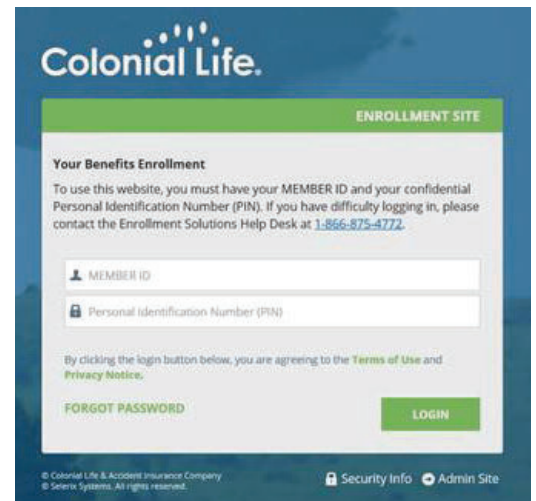 Colonial Life.
ENROLLMENT SITE
Your Benefits Enrollment
To use this website, you must have your MEMBER ID and your confidential
Personal Identification Number (PIN). If you have difficulty logging in, please
contact the Enrollment Solutions Help Desk at 1-866-875-4772.
MEMBER ID
Personal Identification Number (PIN)
By clicking the login button below, you are agreeing to the Terms of Use and
Privacy Notice.
FORGOT PASSWORD
LOGIN
© Colonial Life & Accident Insurance Company
© Selerix Systems. All rights reserved.
Security Info Admin Site